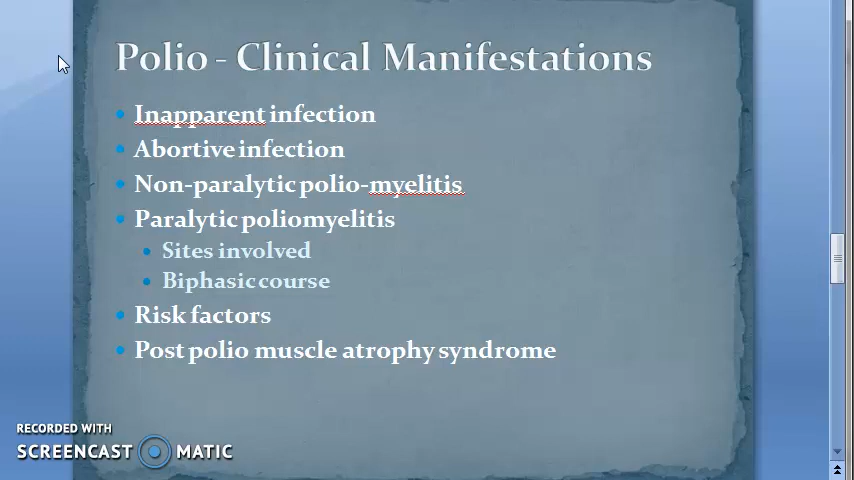 Polio - Clinical Manifestations
Inapparent infection
Abortive infection
Non-paralytic polio-myelitis
Paralytic poliomyelitis
Sites involved
Biphasic course
Risk factors
Post polio muscle atrophy syndrome
RECORDED WITH
SCREENCAST MATIC